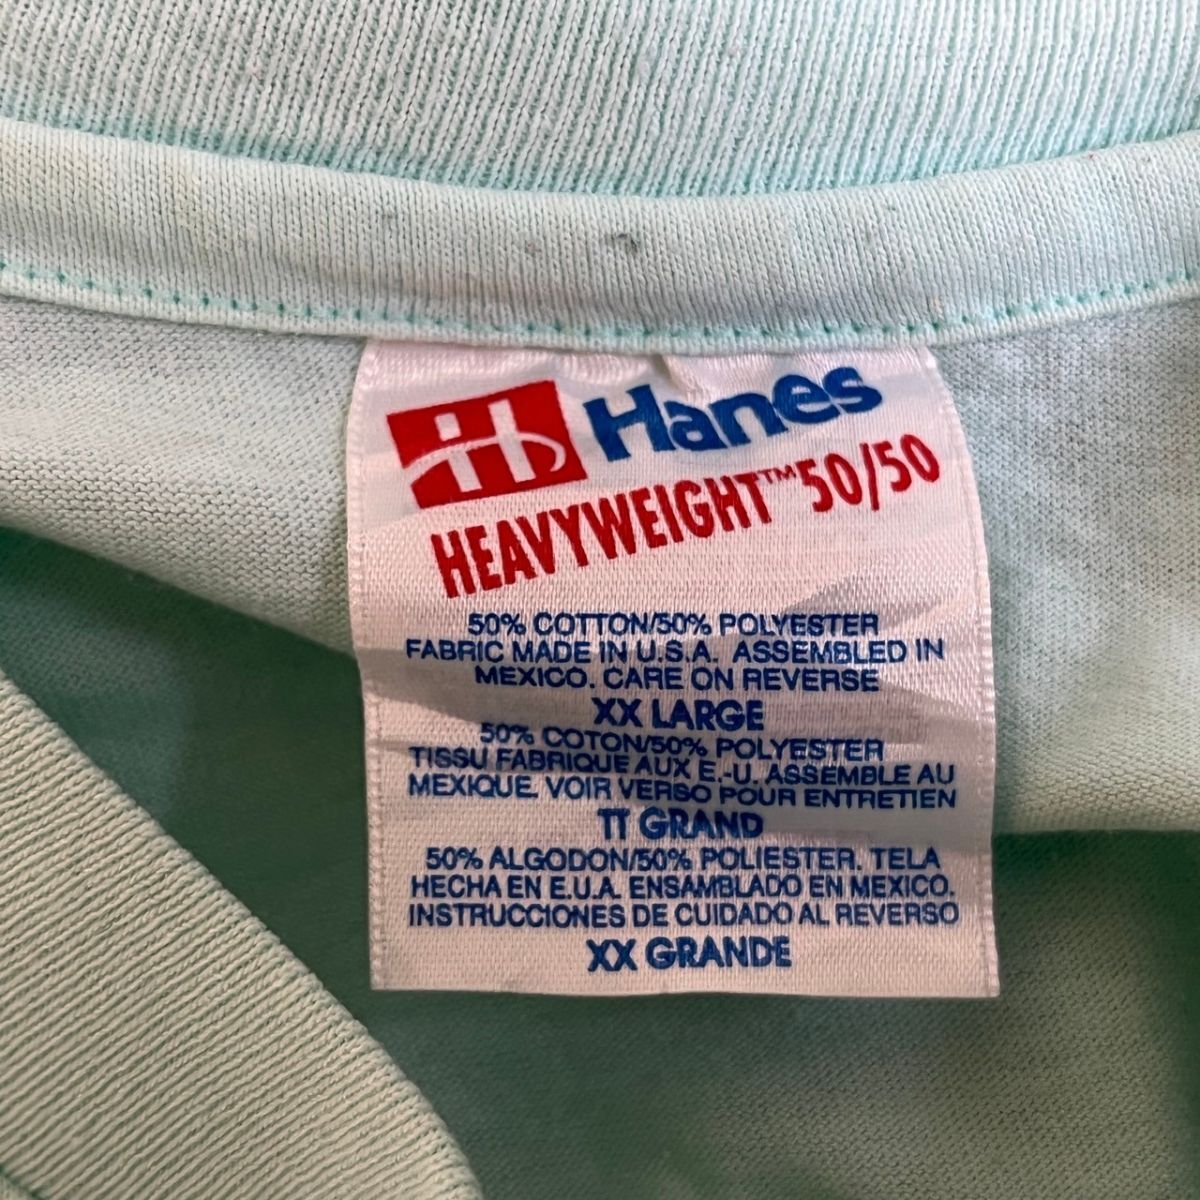 Hanes
HEAVYWEIGHT™ 50/50
50% COTTON/50% POLYESTER
FABRIC MADE IN U.S.A. ASSEMBLED IN
MEXICO. CARE ON REVERSE
XX LARGE
50% COTON/50% POLYESTER
TISSU FABRIQUE AUX E.-U. ASSEMBLE AU
MEXIQUE. VOIR VERSO POUR ENTRETIEN
TT GRAND
50% ALGODON/50% POLIESTER. TELA
HECHA EN E.U.A. ENSAMBLADO EN MEXICO.
INSTRUCCIONES DE CUIDADO AL REVERSO
XX GRANDE